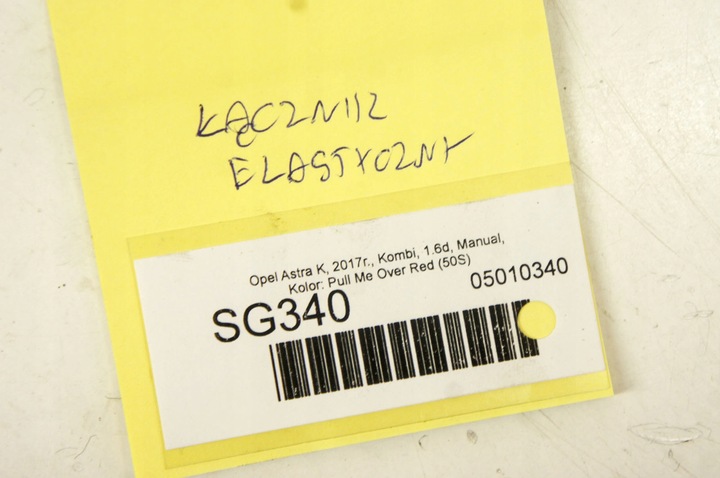 ŁĄCZNIK
ELASTYCZNY
Opel Astra K, 2017r., Kombi, 1.6d, Manual,
Kolor: Pull Me Over Red (50S)
SG340
05010340